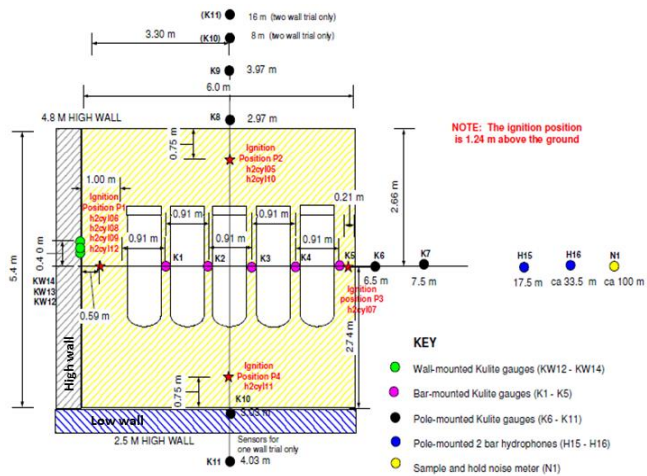 (K11)
16 m (two wall trial only)
3.30 m
(K10)
8 m (two wall trial only)
K9
3.97 m
6.0 m
4.8 M HIGH WALL
K8
2.97 m
NOTE: The ignition position
is 1.24 m above the ground
0.75 m
Ignition
Position P2
h2cyl05
h2cyl10
2.66 m
1.00 m
Ignition
Position P1
h2cyl06
h2cyl08
h2cyl09
h2cyl12
0.21 m
0.91 m
0.91 m
0.91 m
0.91 m
0.91 m
5.4 m
0.4 0 m
K1
K2
K3
K4
K5
K6
K7
H15
H16
N1
6.5 m
7.5 m
17.5 m
ca 33.5 m
ca 100 m
KW14
KW13
KW12
0.59 m
Ignition
position P3
h2cyl07
2.74 m
High wall
Ignition
Position P4
h2cyl11
0.75 m
K10
3.03 m
Low wall
2.5 M HIGH WALL
Sensors for
one wall trial only
K11
4.03 m
KEY
Wall-mounted Kulite gauges (KW12 - KW14)
Bar-mounted Kulite gauges (K1 - K5)
Pole-mounted Kulite gauges (K6 - K11)
Pole-mounted 2 bar hydrophones (H15 - H16)
Sample and hold noise meter (N1)